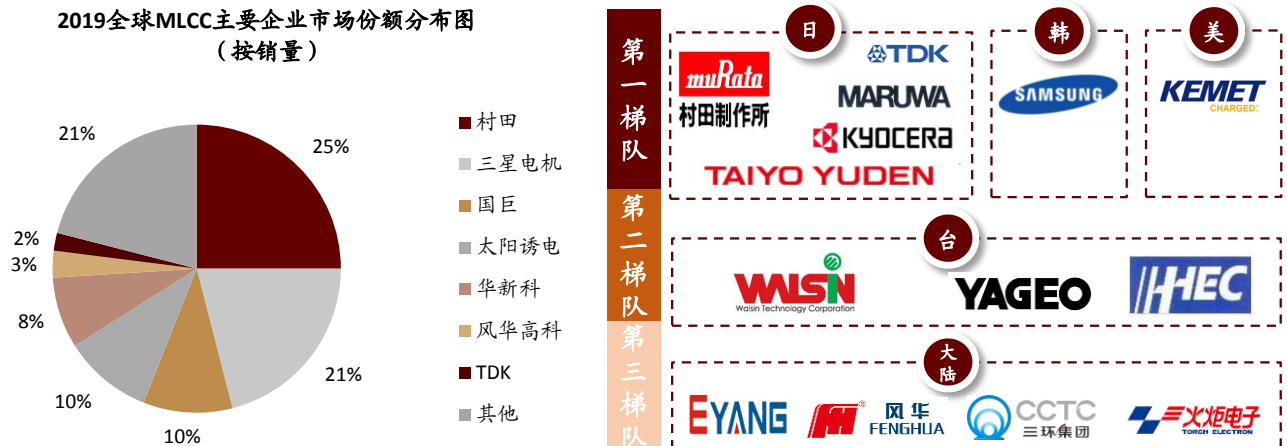 2019全球MLCC主要企业市场份额分布图
（按销量）
25%
21%
10%
10%
8%
3%
2%
21%
村田
三星电机
国巨
太阳诱电
华新科
风华高科
TDK
其他
第一梯队
日
muRata
村田制作所
TDK
MARUWA
KYOCERA
TAIYO YUDEN
韩
SAMSUNG
美
KEMET
CHARGED.
第二梯队
台
WALSIN
Walsin Technology Corporation
YAGEO
HEC
第三梯队
大陆
EYANG
风华
FENGHUA
CCTC
三环集团
火炬电子
TORCH ELECTRON